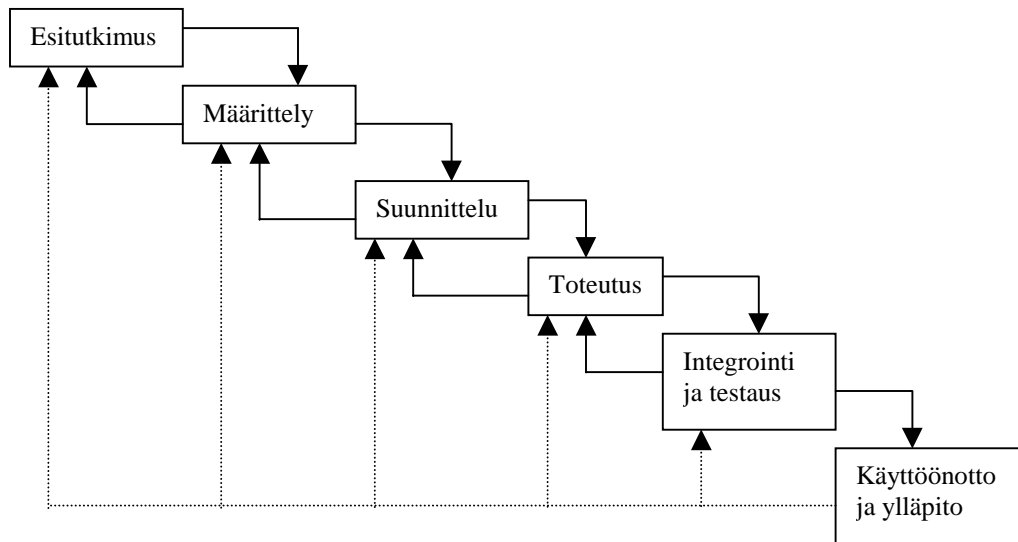 Esitutkimus
Määrittely
Suunnittelu
Toteutus
Integrointi
ja testaus
Käyttöönotto
ja ylläpito